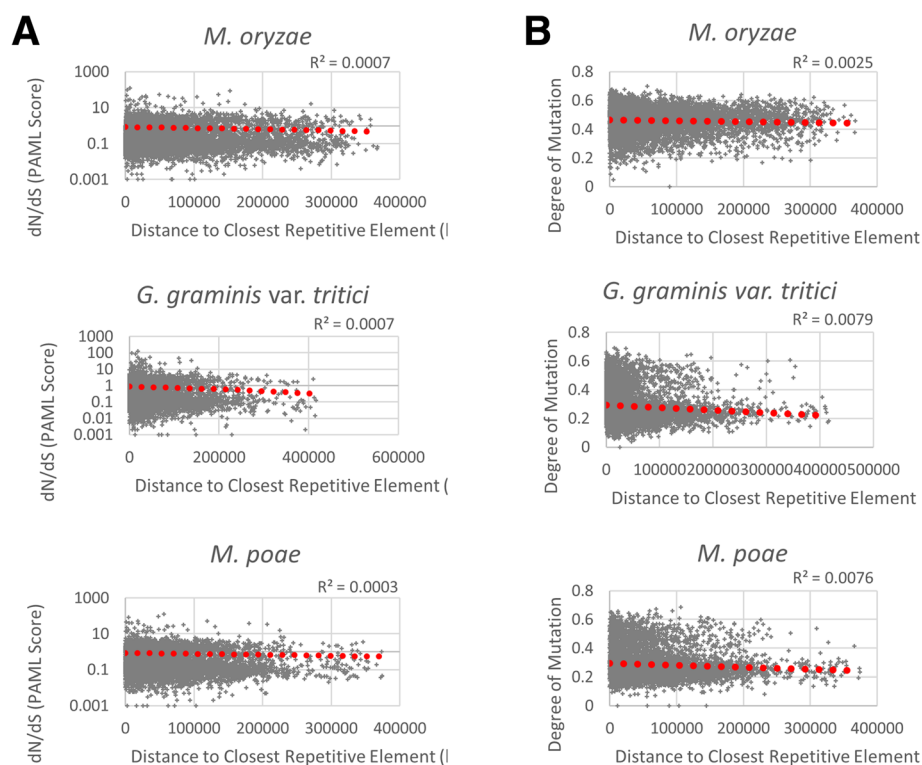 A
M. oryzae
R² = 0.0007
dN/dS (PAML Score)
1000
10
0.1
0.001
0 100000 200000 300000 400000
Distance to Closest Repetitive Element (
G. graminis var. tritici
R² = 0.0007
dN/dS (PAML Score)
1000
100
10
1
0.1
0.01
0.001
0 200000 400000 600000
Distance to Closest Repetitive Element (
M. poae
R² = 0.0003
dN/dS (PAML Score)
1000
10
0.1
0.001
0 100000 200000 300000 400000
Distance to Closest Repetitive Element (
B
M. oryzae
R² = 0.0025
Degree of Mutation
0.8
0.6
0.4
0.2
0
0 100000 200000 300000 400000
Distance to Closest Repetitive Element
G. graminis var. tritici
R² = 0.0079
Degree of Mutation
0.8
0.6
0.4
0.2
0
0 100000 200000 300000 400000 500000
Distance to Closest Repetitive Element
M. poae
R² = 0.0076
Degree of Mutation
0.8
0.6
0.4
0.2
0
0 100000 200000 300000 400000
Distance to Closest Repetitive Element